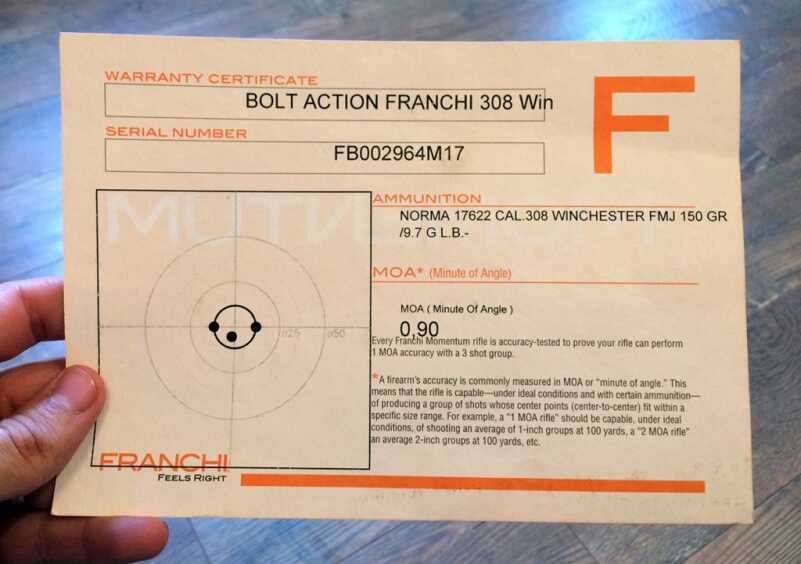 WARRANTY CERTIFICATE
BOLT ACTION FRANCHI 308 Win
SERIAL NUMBER
FB002964M17
F
AMMUNITION
NORMA 17622 CAL.308 WINCHESTER FMJ 150 GR
/9.7 G L.B.-
MOA* (Minute of Angle)
MOA ( Minute Of Angle )
0,90
Every Franchi Momentum rifle is accuracy-tested to prove your rifle can perform
1 MOA accuracy with a 3 shot group.
*A firearm's accuracy is commonly measured in MOA or "minute of angle." This
means that the rifle is capable—under ideal conditions and with certain ammunition—
of producing a group of shots whose center points (center-to-center) fit within a
specific size range. For example, a "1 MOA rifle" should be capable, under ideal
conditions, of shooting an average of 1-inch groups at 100 yards, a "2 MOA rifle"
an average 2-inch groups at 100 yards, etc.
ø25 ø50
FRANCHI
FEELS RIGHT